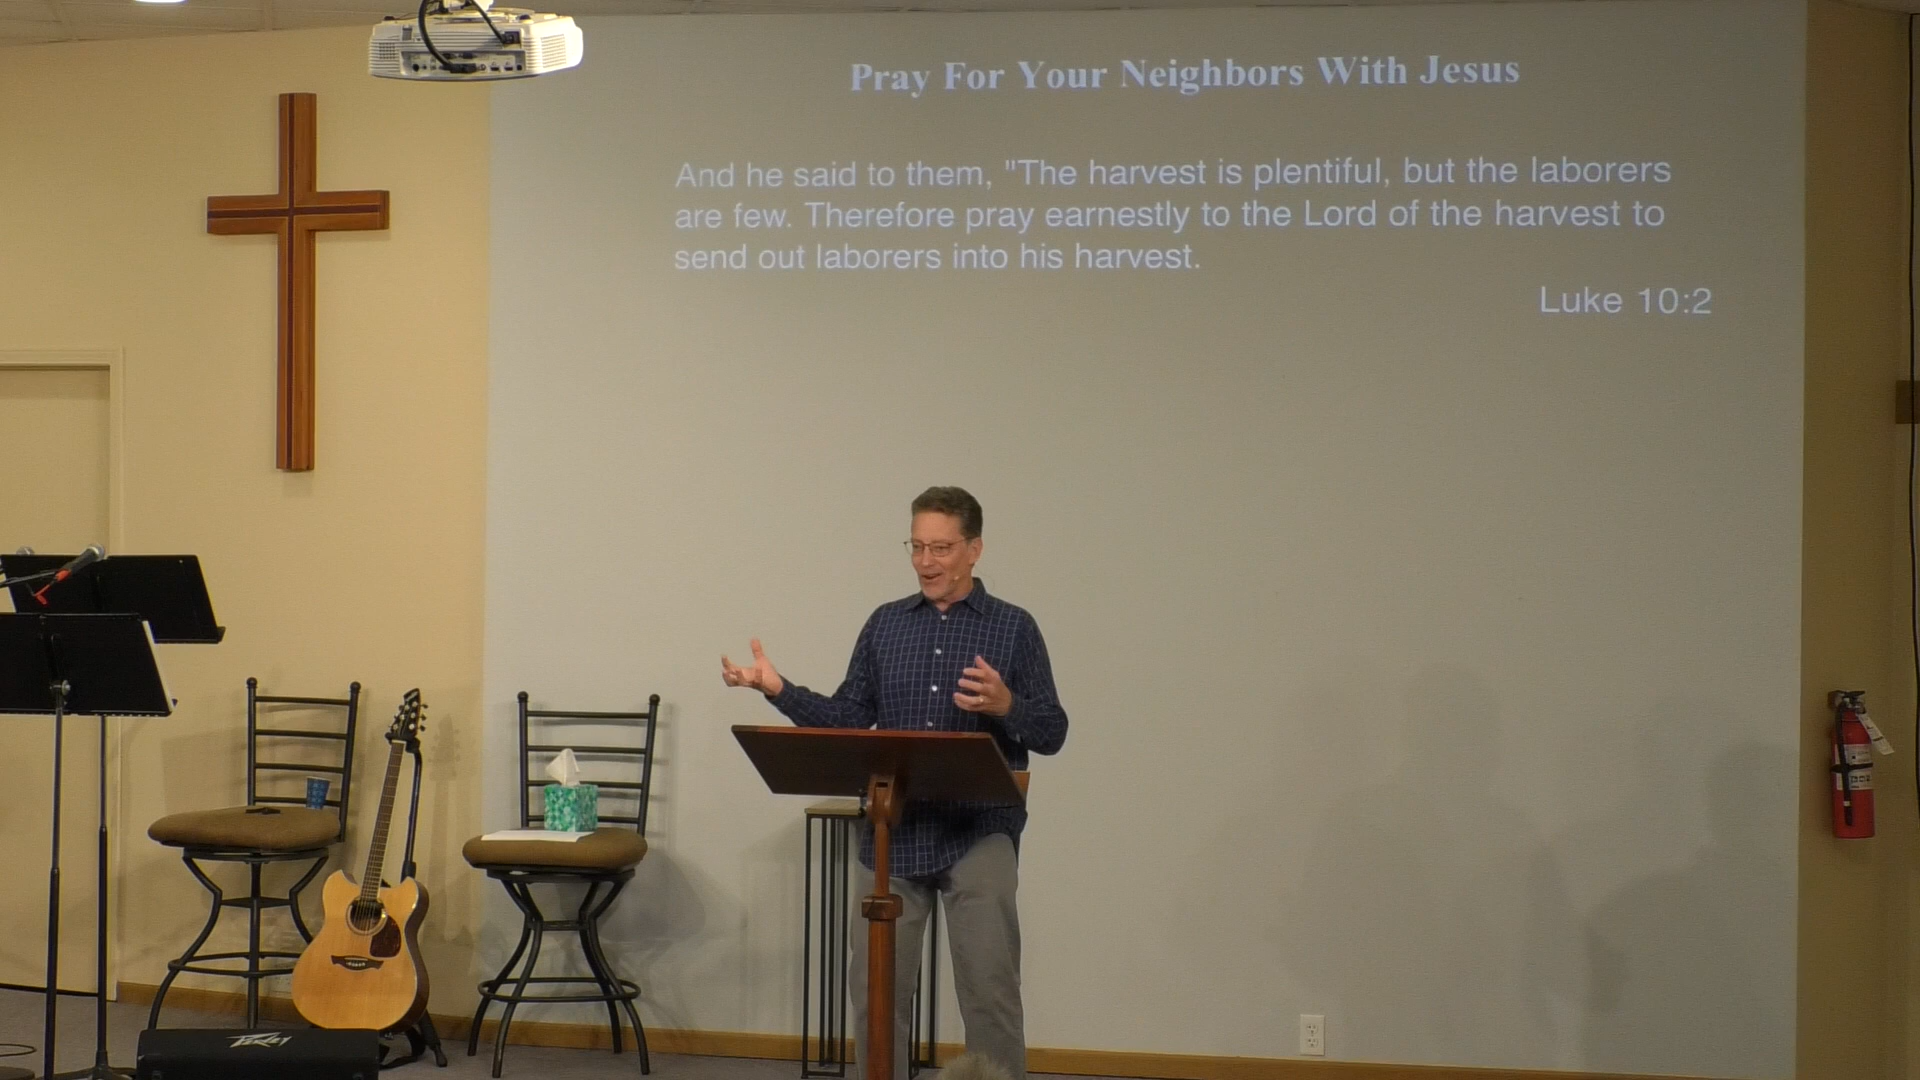 Pray For Your Neighbors With Jesus
And he said to them, "The harvest is plentiful, but the laborers
are few. Therefore pray earnestly to the Lord of the harvest to
send out laborers into his harvest.
Luke 10:2
PEAVEY